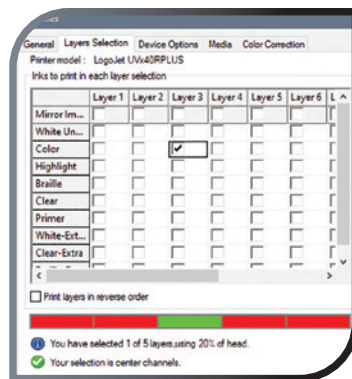 General Layers Selection Device Options Media Color Correction
Printer model : LogoJet UVx40RPLUS
Inks to print in each layer selection
Layer 1 Layer 2 Layer 3 Layer 4 Layer 5 Layer 6 L
Mirror Im...
White Un...
Color
Highlight
Braille
Clear
Primer
White-Ext...
Clear-Extra
Print layers in reverse order
You have selected 1 of 5 layers,using 20% of head.
Your selection is center channels.